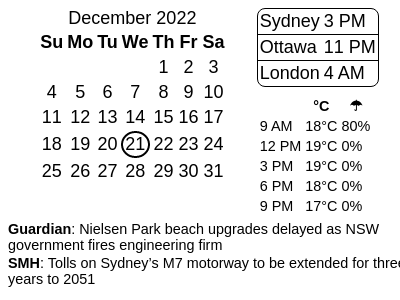 December 2022
Su Mo Tu We Th Fr Sa
1 2 3
4 5 6 7 8 9 10
11 12 13 14 15 16 17
18 19 20 21 22 23 24
25 26 27 28 29 30 31
Sydney 3 PM
Ottawa 11 PM
London 4 AM
°C ☂
9 AM 18°C 80%
12 PM 19°C 0%
3 PM 19°C 0%
6 PM 18°C 0%
9 PM 17°C 0%
Guardian: Nielsen Park beach upgrades delayed as NSW
government fires engineering firm
SMH: Tolls on Sydney’s M7 motorway to be extended for three
years to 2051